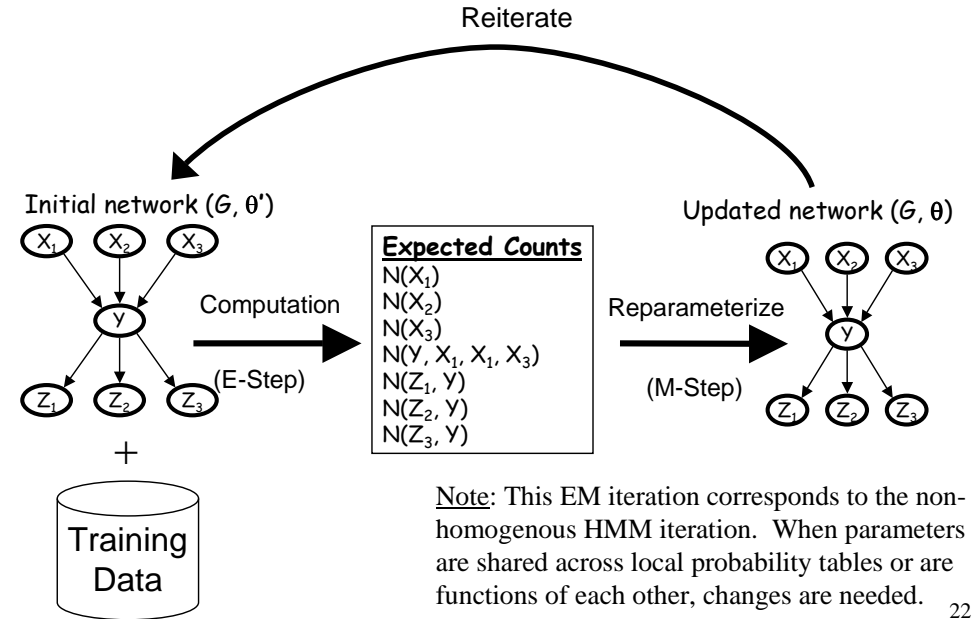 Reiterate
Initial network (G, θ')
X₁ X₂ X₃
Y
Z₁ Z₂ Z₃
+
Training
Data
Computation
(E-Step)
Expected Counts
N(X₁)
N(X₂)
N(X₃)
N(Y, X₁, X₁, X₃)
N(Z₁, Y)
N(Z₂, Y)
N(Z₃, Y)
Reparameterize
(M-Step)
Updated network (G, θ)
X₁ X₂ X₃
Y
Z₁ Z₂ Z₃
Note: This EM iteration corresponds to the non-
homogenous HMM iteration. When parameters
are shared across local probability tables or are
functions of each other, changes are needed.
22